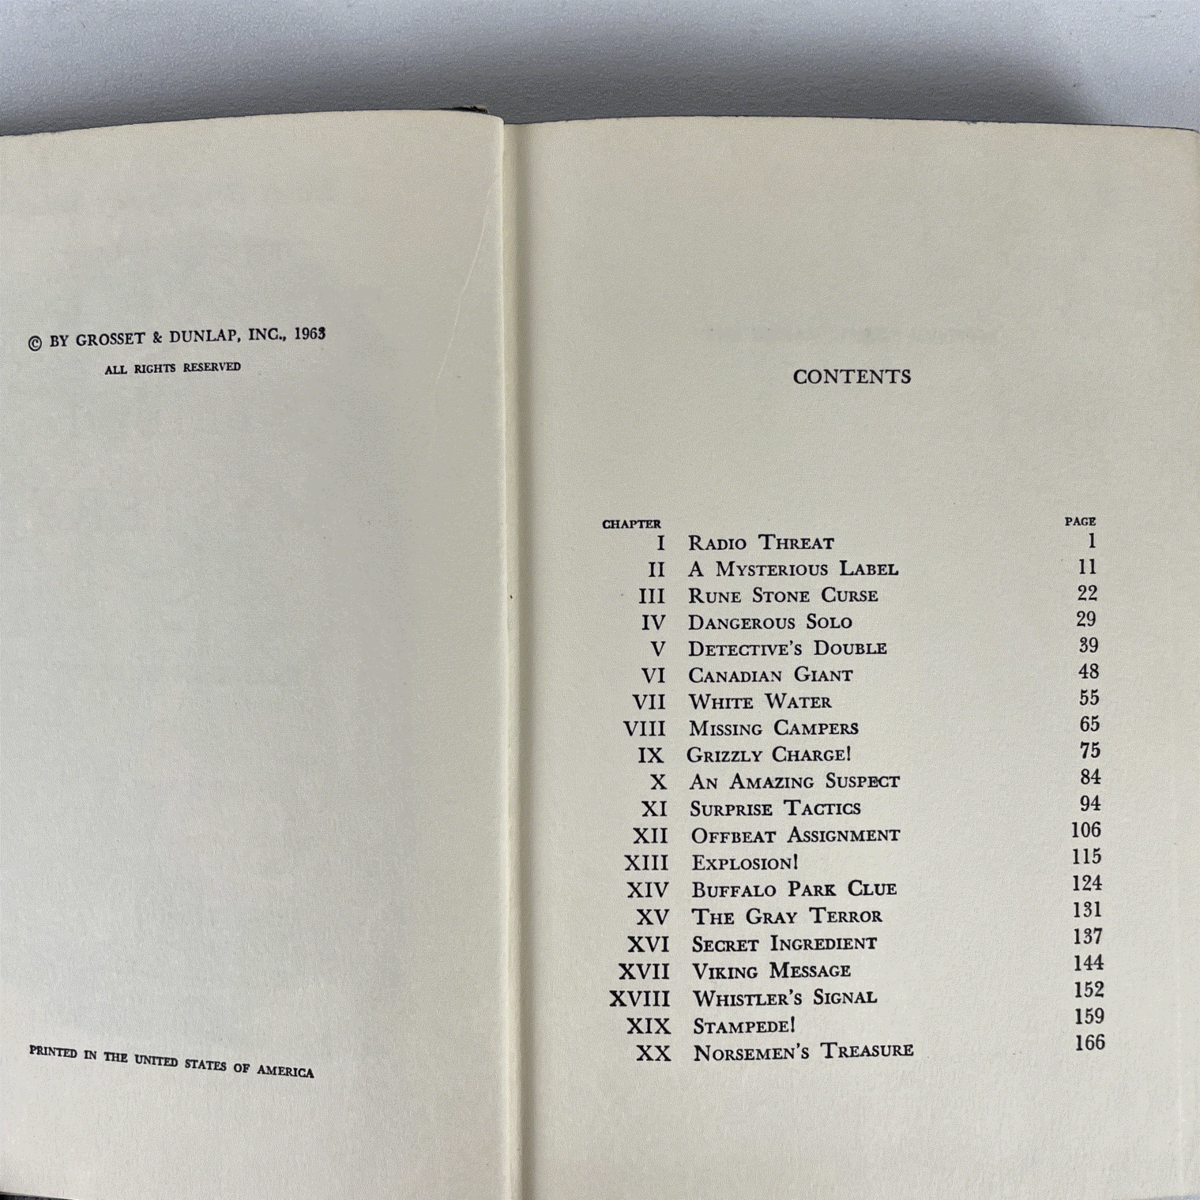 © BY GROSSET & DUNLAP, INC., 1963
ALL RIGHTS RESERVED
PRINTED IN THE UNITED STATES OF AMERICA
CONTENTS
CHAPTER PAGE
I RADIO THREAT 1
II A MYSTERIOUS LABEL 11
III RUNE STONE CURSE 22
IV DANGEROUS SOLO 29
V DETECTIVE'S DOUBLE 39
VI CANADIAN GIANT 48
VII WHITE WATER 55
VIII MISSING CAMPERS 65
IX GRIZZLY CHARGE! 75
X AN AMAZING SUSPECT 84
XI SURPRISE TACTICS 94
XII OFFBEAT ASSIGNMENT 106
XIII EXPLOSION! 115
XIV BUFFALO PARK CLUE 124
XV THE GRAY TERROR 131
XVI SECRET INGREDIENT 137
XVII VIKING MESSAGE 144
XVIII WHISTLER'S SIGNAL 152
XIX STAMPEDE! 159
XX NORSEMEN'S TREASURE 166